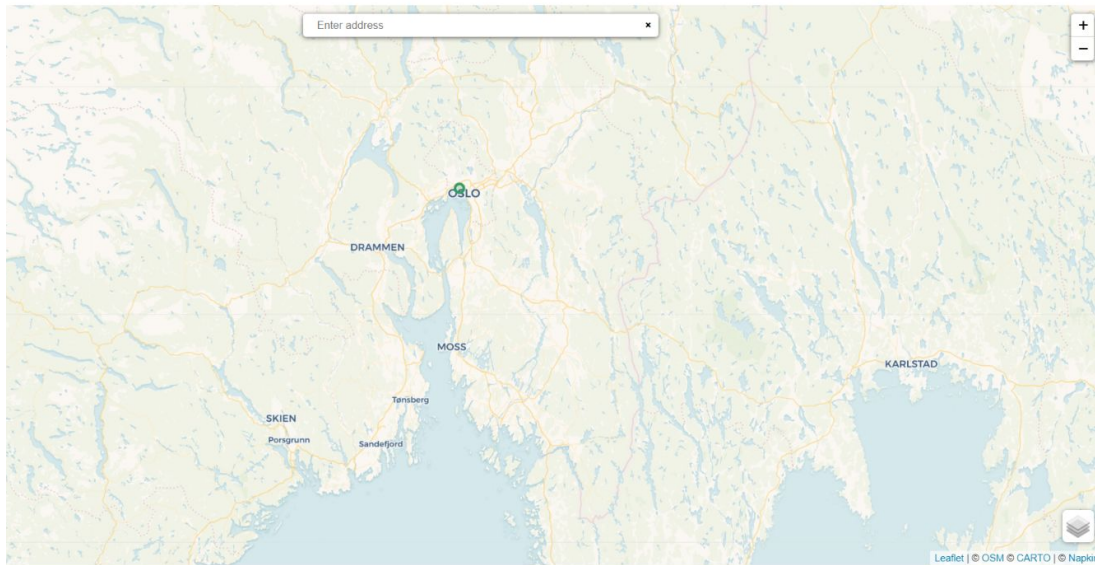 Enter address
×
+
−
OSLO
DRAMMEN
MOSS
KARLSTAD
Tønsberg
SKIEN
Porsgrunn
Sandefjord
Leaflet | © OSM © CARTO | © Napki